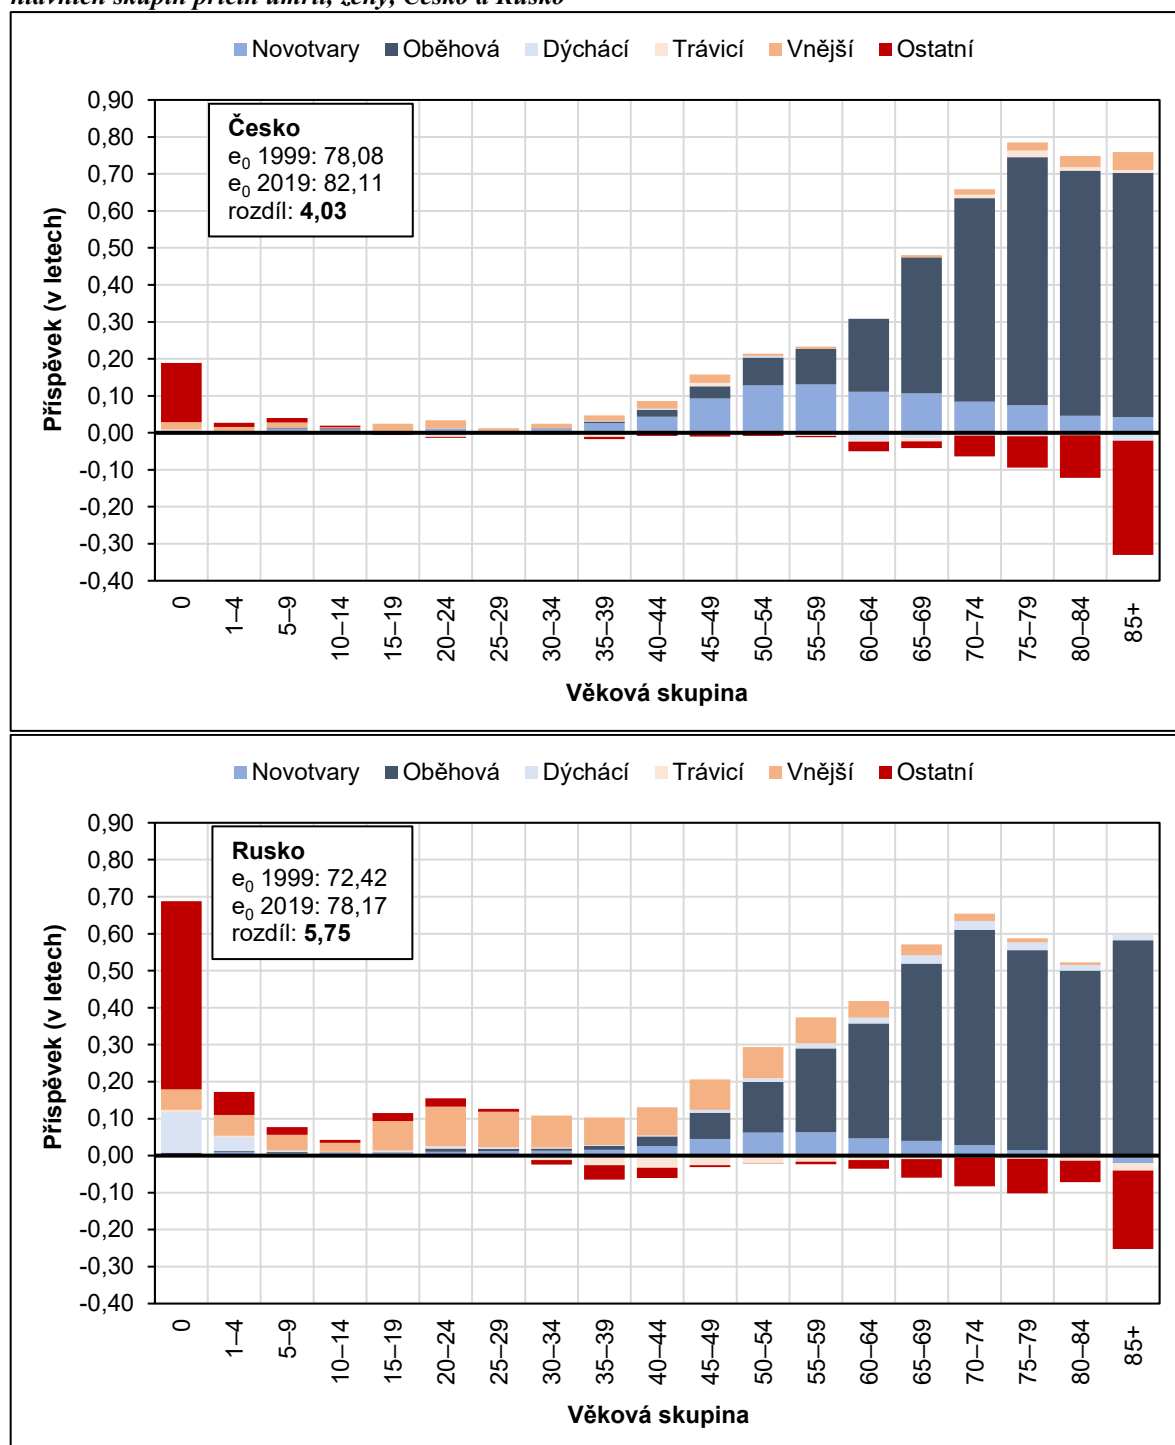 hlavních skupin příčin úmrtí, ženy, Česko a Rusko
Novotvary Oběhová Dýchácí Trávicí Vnější Ostatní
0,90
0,80
0,70
0,60
0,50
0,40
0,30
0,20
0,10
0,00
-0,10
-0,20
-0,30
-0,40
Příspěvek (v letech)
Česko
e₀ 1999: 78,08
e₀ 2019: 82,11
rozdíl: 4,03
0 1–4 5–9 10–14 15–19 20–24 25–29 30–34 35–39 40–44 45–49 50–54 55–59 60–64 65–69 70–74 75–79 80–84 85+
Věková skupina
Novotvary Oběhová Dýchácí Trávicí Vnější Ostatní
0,90
0,80
0,70
0,60
0,50
0,40
0,30
0,20
0,10
0,00
-0,10
-0,20
-0,30
-0,40
Příspěvek (v letech)
Rusko
e₀ 1999: 72,42
e₀ 2019: 78,17
rozdíl: 5,75
0 1–4 5–9 10–14 15–19 20–24 25–29 30–34 35–39 40–44 45–49 50–54 55–59 60–64 65–69 70–74 75–79 80–84 85+
Věková skupina